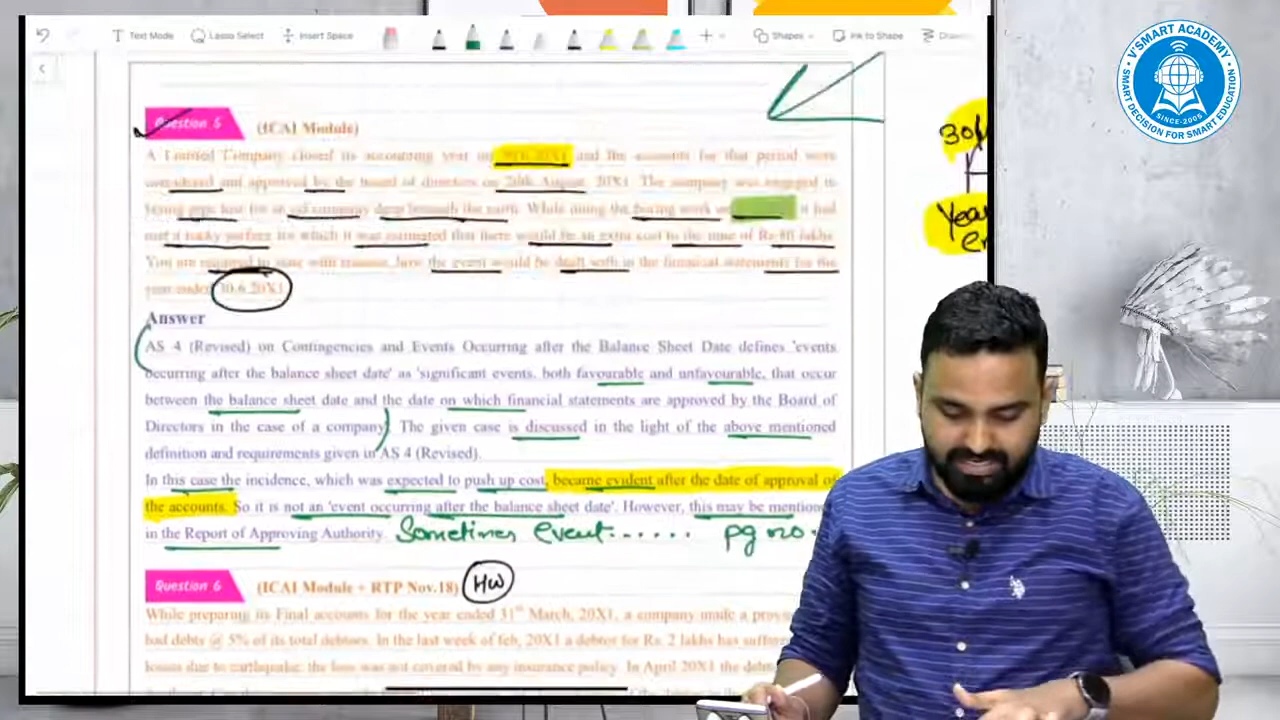 Text Mode
Lasso Select
Insert Space
Shapes
Ink to Shape
V'SMART ACADEMY
SINCE-2005
SMART DECISION FOR SMART EDUCATION
Question 5
(ICAI Module)
A Limited Company closed its accounting year on 30.6.20X1 and the accounts for that period were
considered and approved by the board of directors on 20th August, 20X1. The company was engaged in
laying pipe line for an oil company deep beneath the earth. While doing the boring work on it had
met a rocky surface for which it was estimated that there would be an extra cost to the tune of Rs 80 lakhs.
You are required to state with reasons, how the event would be dealt with in the financial statements for the
year ended 30.6.20X1
Year
Answer
AS 4 (Revised) on Contingencies and Events Occurring after the Balance Sheet Date defines 'events
occurring after the balance sheet date' as 'significant events, both favourable and unfavourable, that occur
between the balance sheet date and the date on which financial statements are approved by the Board of
Directors in the case of a company'. The given case is discussed in the light of the above mentioned
definition and requirements given in AS 4 (Revised).
In this case the incidence, which was expected to push up cost, became evident after the date of approval of
the accounts. So it is not an 'event occurring after the balance sheet date'. However, this may be mentioned
in the Report of Approving Authority. Sometimes event...... pg no.
Question 6
(ICAI Module + RTP Nov.18) HW
While preparing its Final accounts for the year ended 31st March, 20X1, a company made a
bad debts @ 5% of its total debtors. In the last week of feb, 20X1 a debtor for Rs. 2 lakhs has
losses due to earthquake; the loss was not covered by any insurance policy. In April 20X1 the